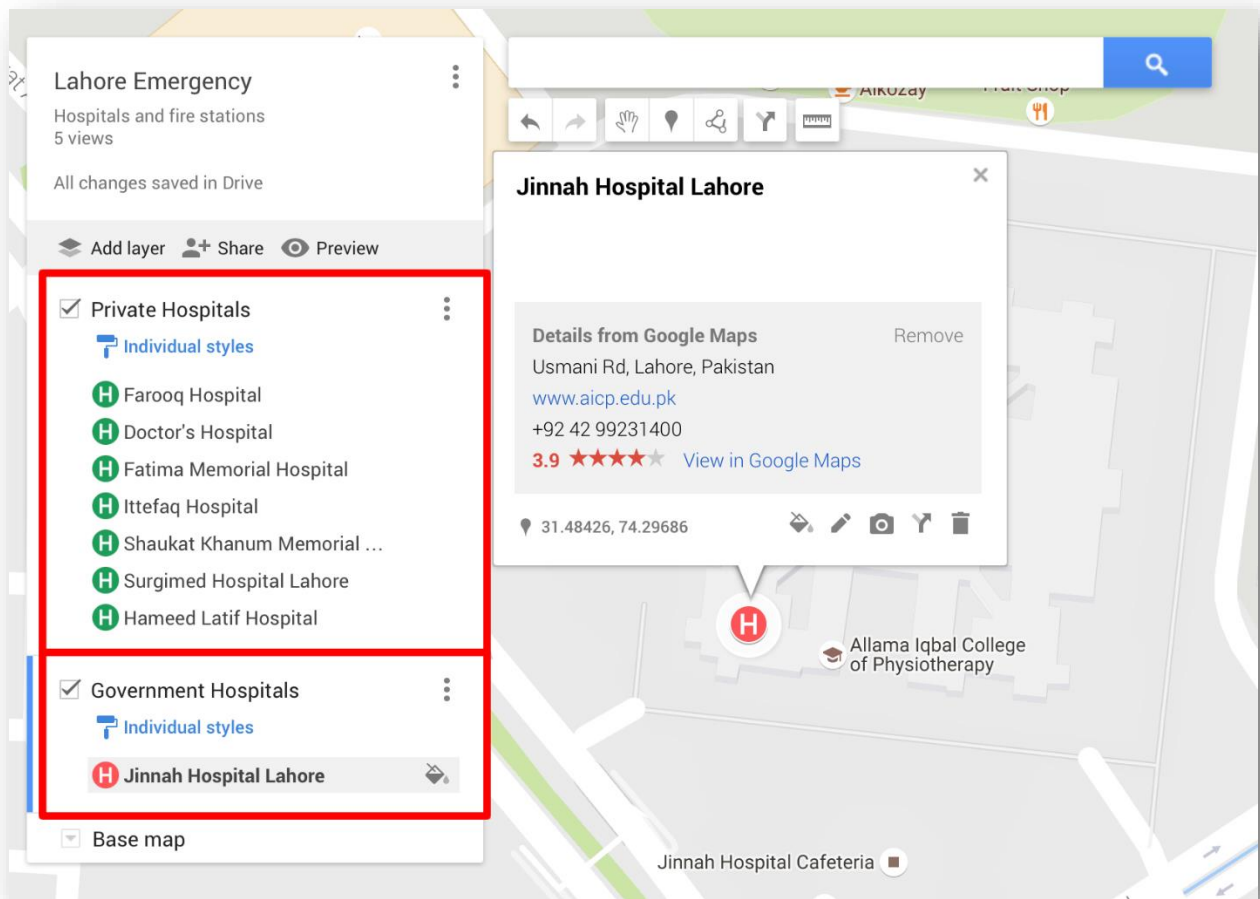 Lahore Emergency
Hospitals and fire stations
5 views
All changes saved in Drive
Add layer Share Preview
Private Hospitals
Individual styles
H Farooq Hospital
H Doctor's Hospital
H Fatima Memorial Hospital
H Ittefaq Hospital
H Shaukat Khanum Memorial ...
H Surgimed Hospital Lahore
H Hameed Latif Hospital
Government Hospitals
Individual styles
H Jinnah Hospital Lahore
Base map
Aikozay
Fruit Shop
Jinnah Hospital Lahore
Details from Google Maps Remove
Usmani Rd, Lahore, Pakistan
www.aicp.edu.pk
+92 42 99231400
3.9 View in Google Maps
31.48426, 74.29686
H
Allama Iqbal College
of Physiotherapy
Jinnah Hospital Cafeteria